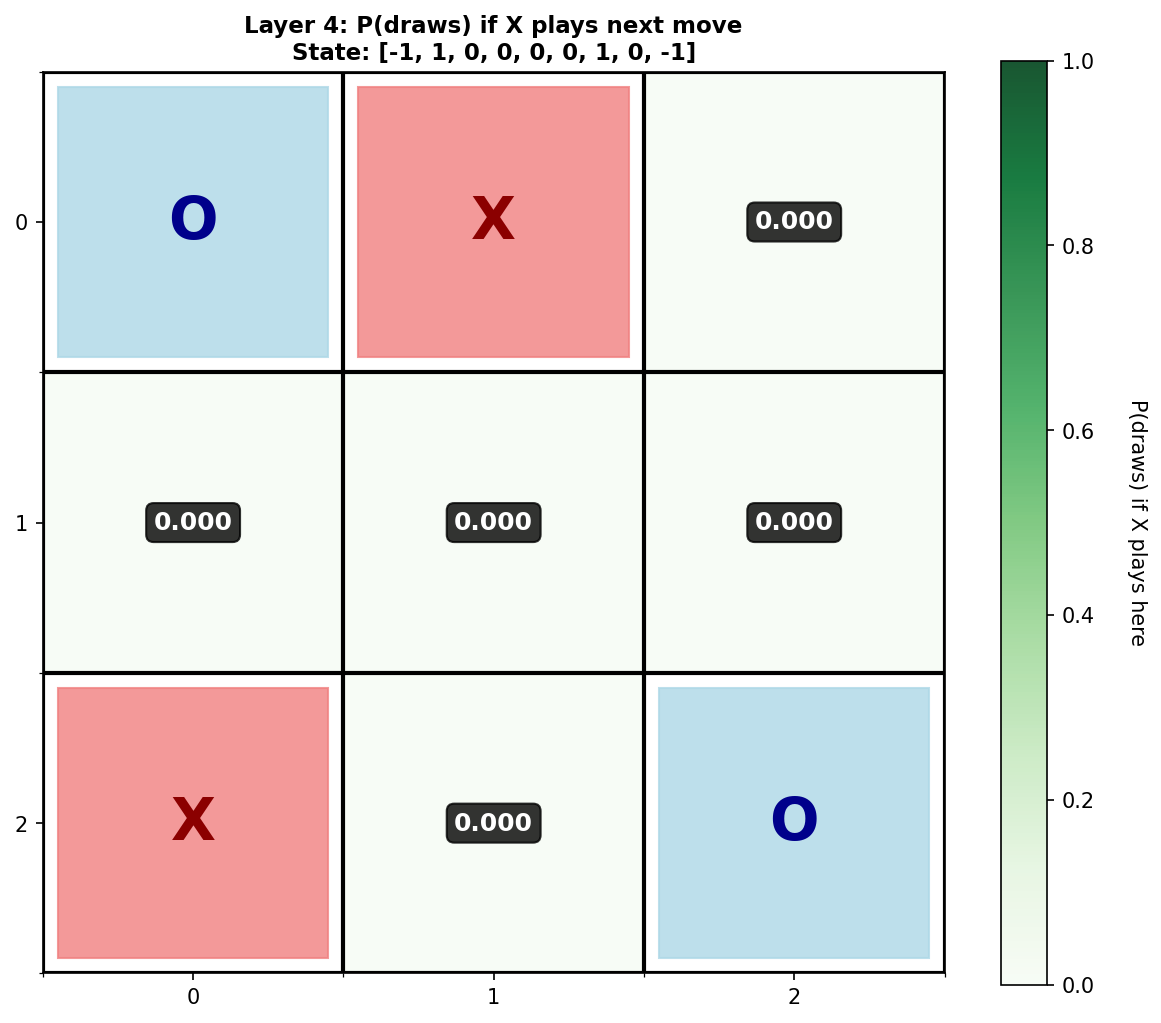 Layer 4: P(draws) if X plays next move
State: [-1, 1, 0, 0, 0, 0, 1, 0, -1]
1.0
0
O
X
0.000
0.8
0.6
1
0.000
0.000
0.000
P(draws) if X plays here
0.4
2
X
0.000
O
0.2
0.0
0
1
2